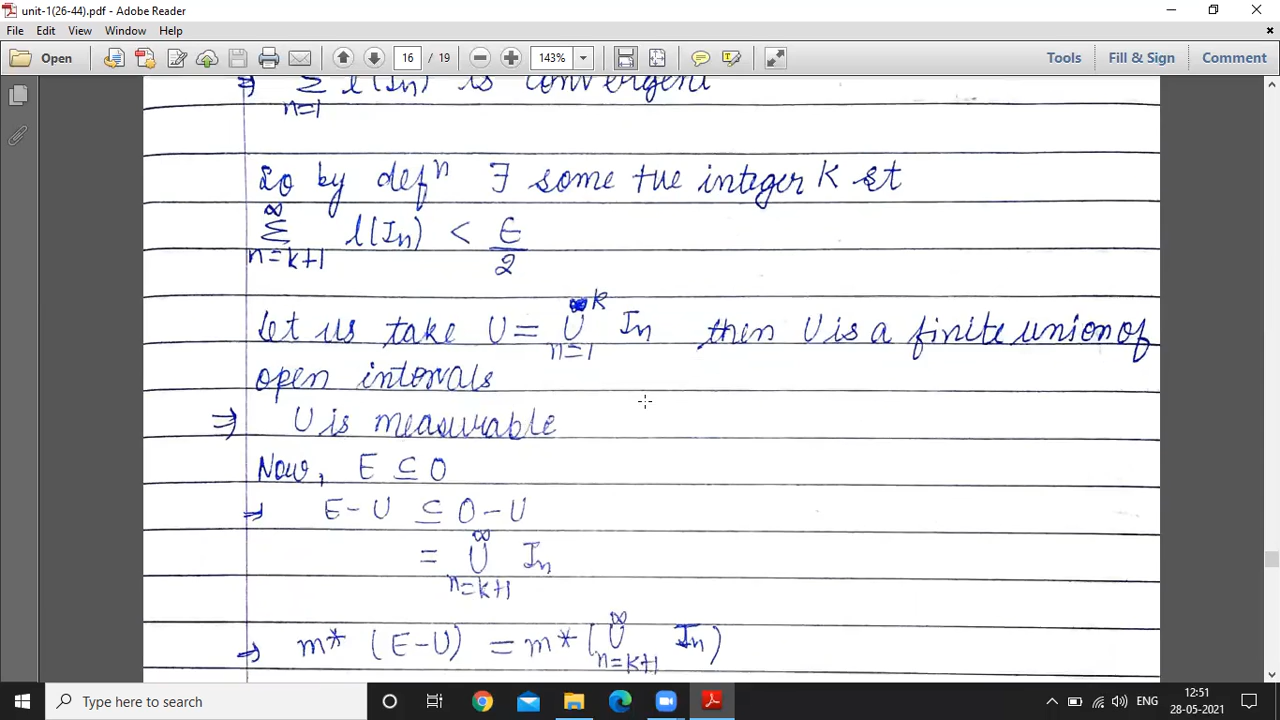 unit-1(26-44).pdf - Adobe Reader
File Edit View Window Help
Open 16 / 19 143% Tools Fill & Sign Comment
⇒ Σ n=1 l(In) is convergent
So by defⁿ ∃ some +ve integer K st
∞ Σ n=k+1 l(In) < ε/2
Let us take U = ∪ n=1 k In then U is a finite union of
open intervals
⇒ U is measurable
Now, E ⊆ O
⇒ E - U ⊆ O - U
= ∞ ∪ n=k+1 In
⇒ m* (E-U) = m* (∞ ∪ n=k+1 In)
Type here to search
ENG
12:51
28-05-2021